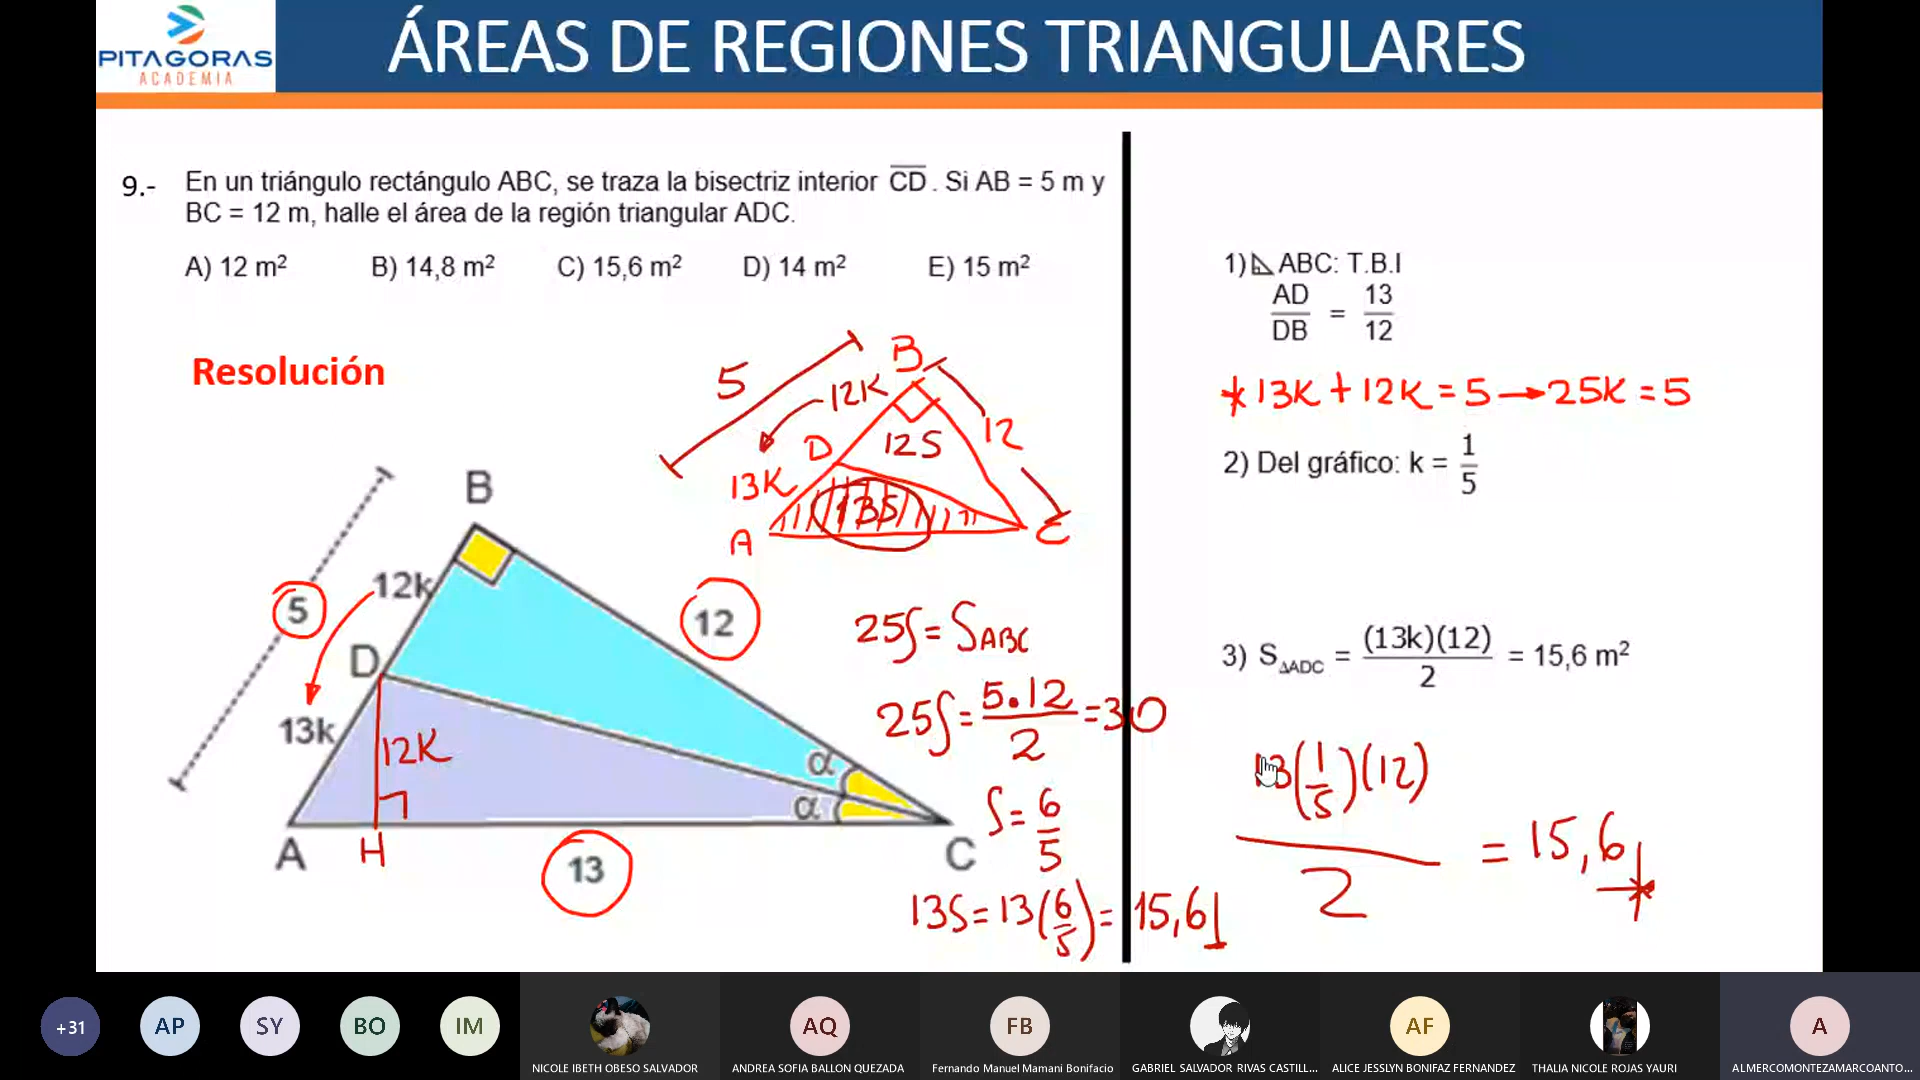 PITAGORAS
ACADEMIA
ÁREAS DE REGIONES TRIANGULARES
9.- En un triángulo rectángulo ABC, se traza la bisectriz interior CD. Si AB = 5 m y
BC = 12 m, halle el área de la región triangular ADC.
A) 12 m² B) 14,8 m² C) 15,6 m² D) 14 m² E) 15 m²
Resolución
5
B
12K
D
12S
12
13K
13S
A
C
B
5
12k
12
D
13k
12K
α
α
A
H
13
C
25S = S_ABC
25S = 5.12/2 = 30
S = 6/5
13S = 13(6/5) = 15,6
1) ⊿ABC: T.B.I
AD/DB = 13/12
* 13K + 12K = 5 → 25K = 5
2) Del gráfico: k = 1/5
3) S△ADC = (13k)(12)/2 = 15,6 m²
13(1/5)(12)/2 = 15,6
+31
AP
SY
BO
IM
AQ
FB
AF
A
NICOLE IBETH OBESO SALVADOR
ANDREA SOFIA BALLON QUEZADA
Fernando Manuel Mamani Bonifacio
GABRIEL SALVADOR RIVAS CASTILL...
ALICE JESSLYN BONIFAZ FERNANDEZ
THALIA NICOLE ROJAS YAURI
ALMERCOMONTEZAMARCOANTO...